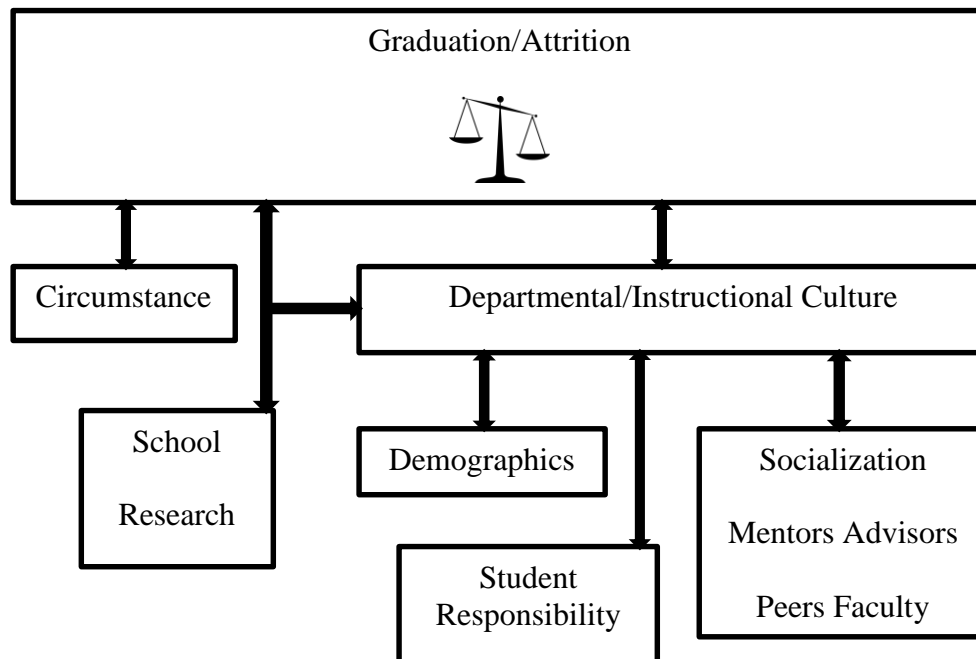 Graduation/Attrition
Circumstance
Departmental/Instructional Culture
School
Research
Demographics
Student
Responsibility
Socialization
Mentors Advisors
Peers Faculty